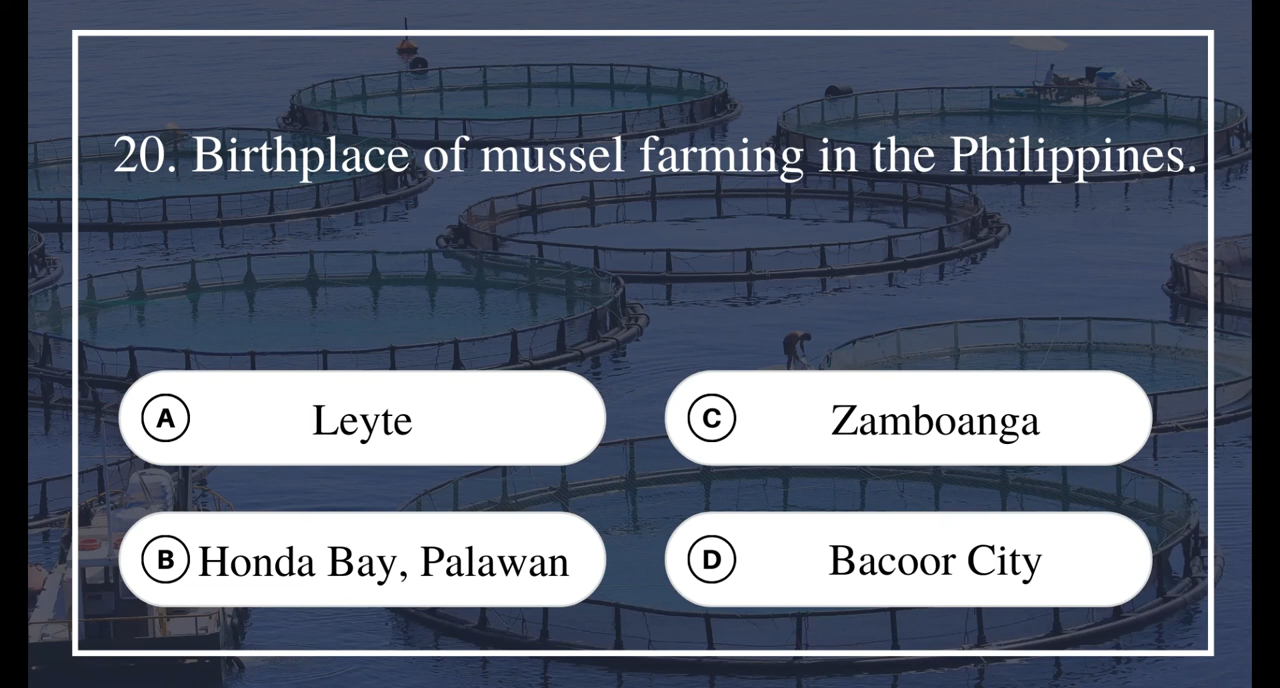 20. Birthplace of mussel farming in the Philippines.
A Leyte
B Honda Bay, Palawan
C Zamboanga
D Bacoor City